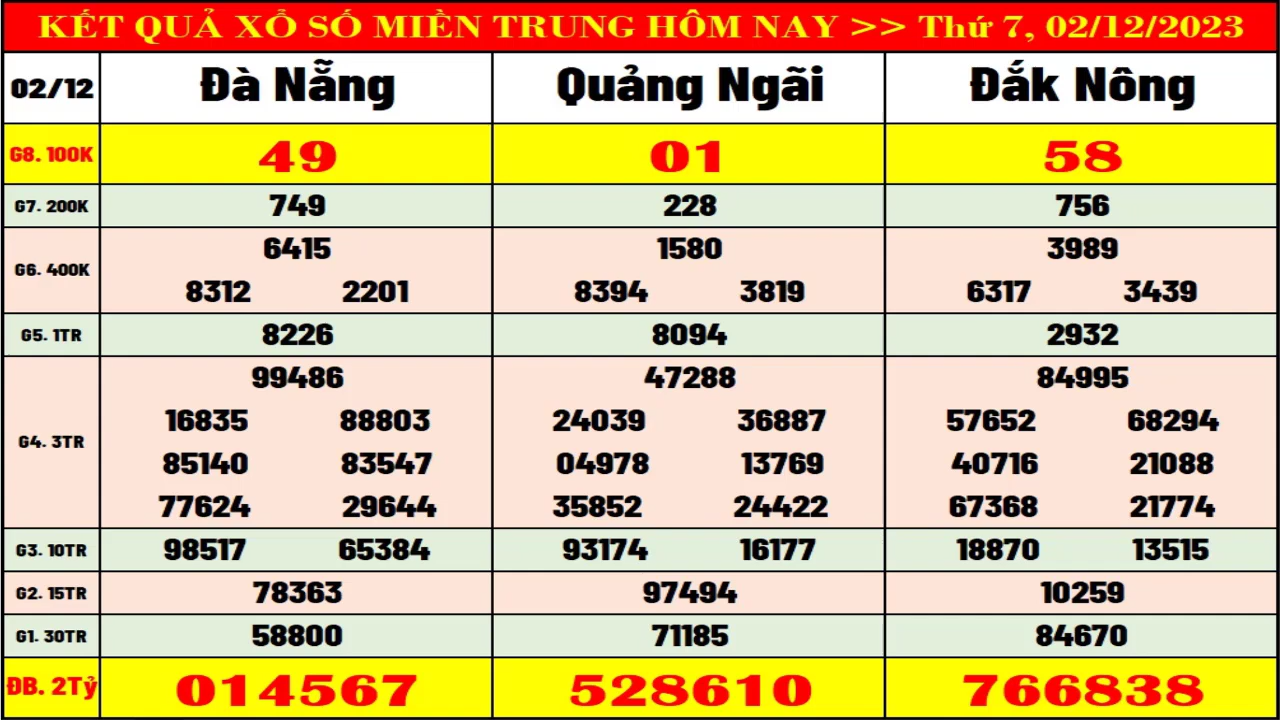 KẾT QUẢ XỔ SỐ MIỀN TRUNG HÔM NAY >> Thứ 7, 02/12/2023
02/12 Đà Nẵng Quảng Ngãi Đắk Nông
G8. 100K 49 01 58
G7. 200K 749 228 756
6415 1580 3989
G6. 400K
8312 2201 8394 3819 6317 3439
G5. 1TR 8226 8094 2932
99486 47288 84995
16835 88803 24039 36887 57652 68294
G4. 3TR
85140 83547 04978 13769 40716 21088
77624 29644 35852 24422 67368 21774
G3. 10TR 98517 65384 93174 16177 18870 13515
G2. 15TR 78363 97494 10259
G1. 30TR 58800 71185 84670
ĐB. 2Tỷ 014567 528610 766838